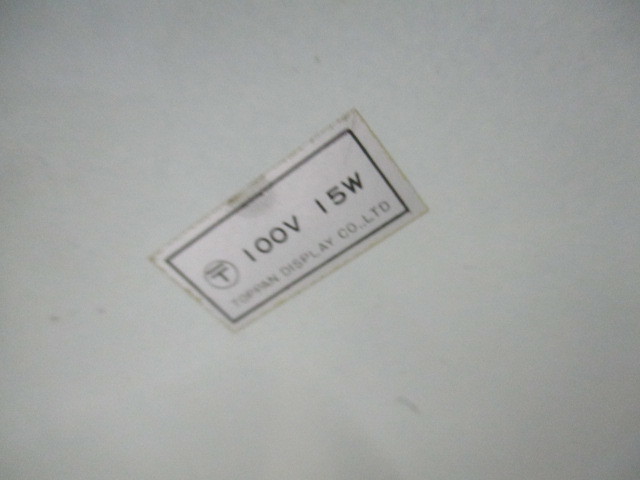 100V 15W
TOPPAN DISPLAY CO.,LTD